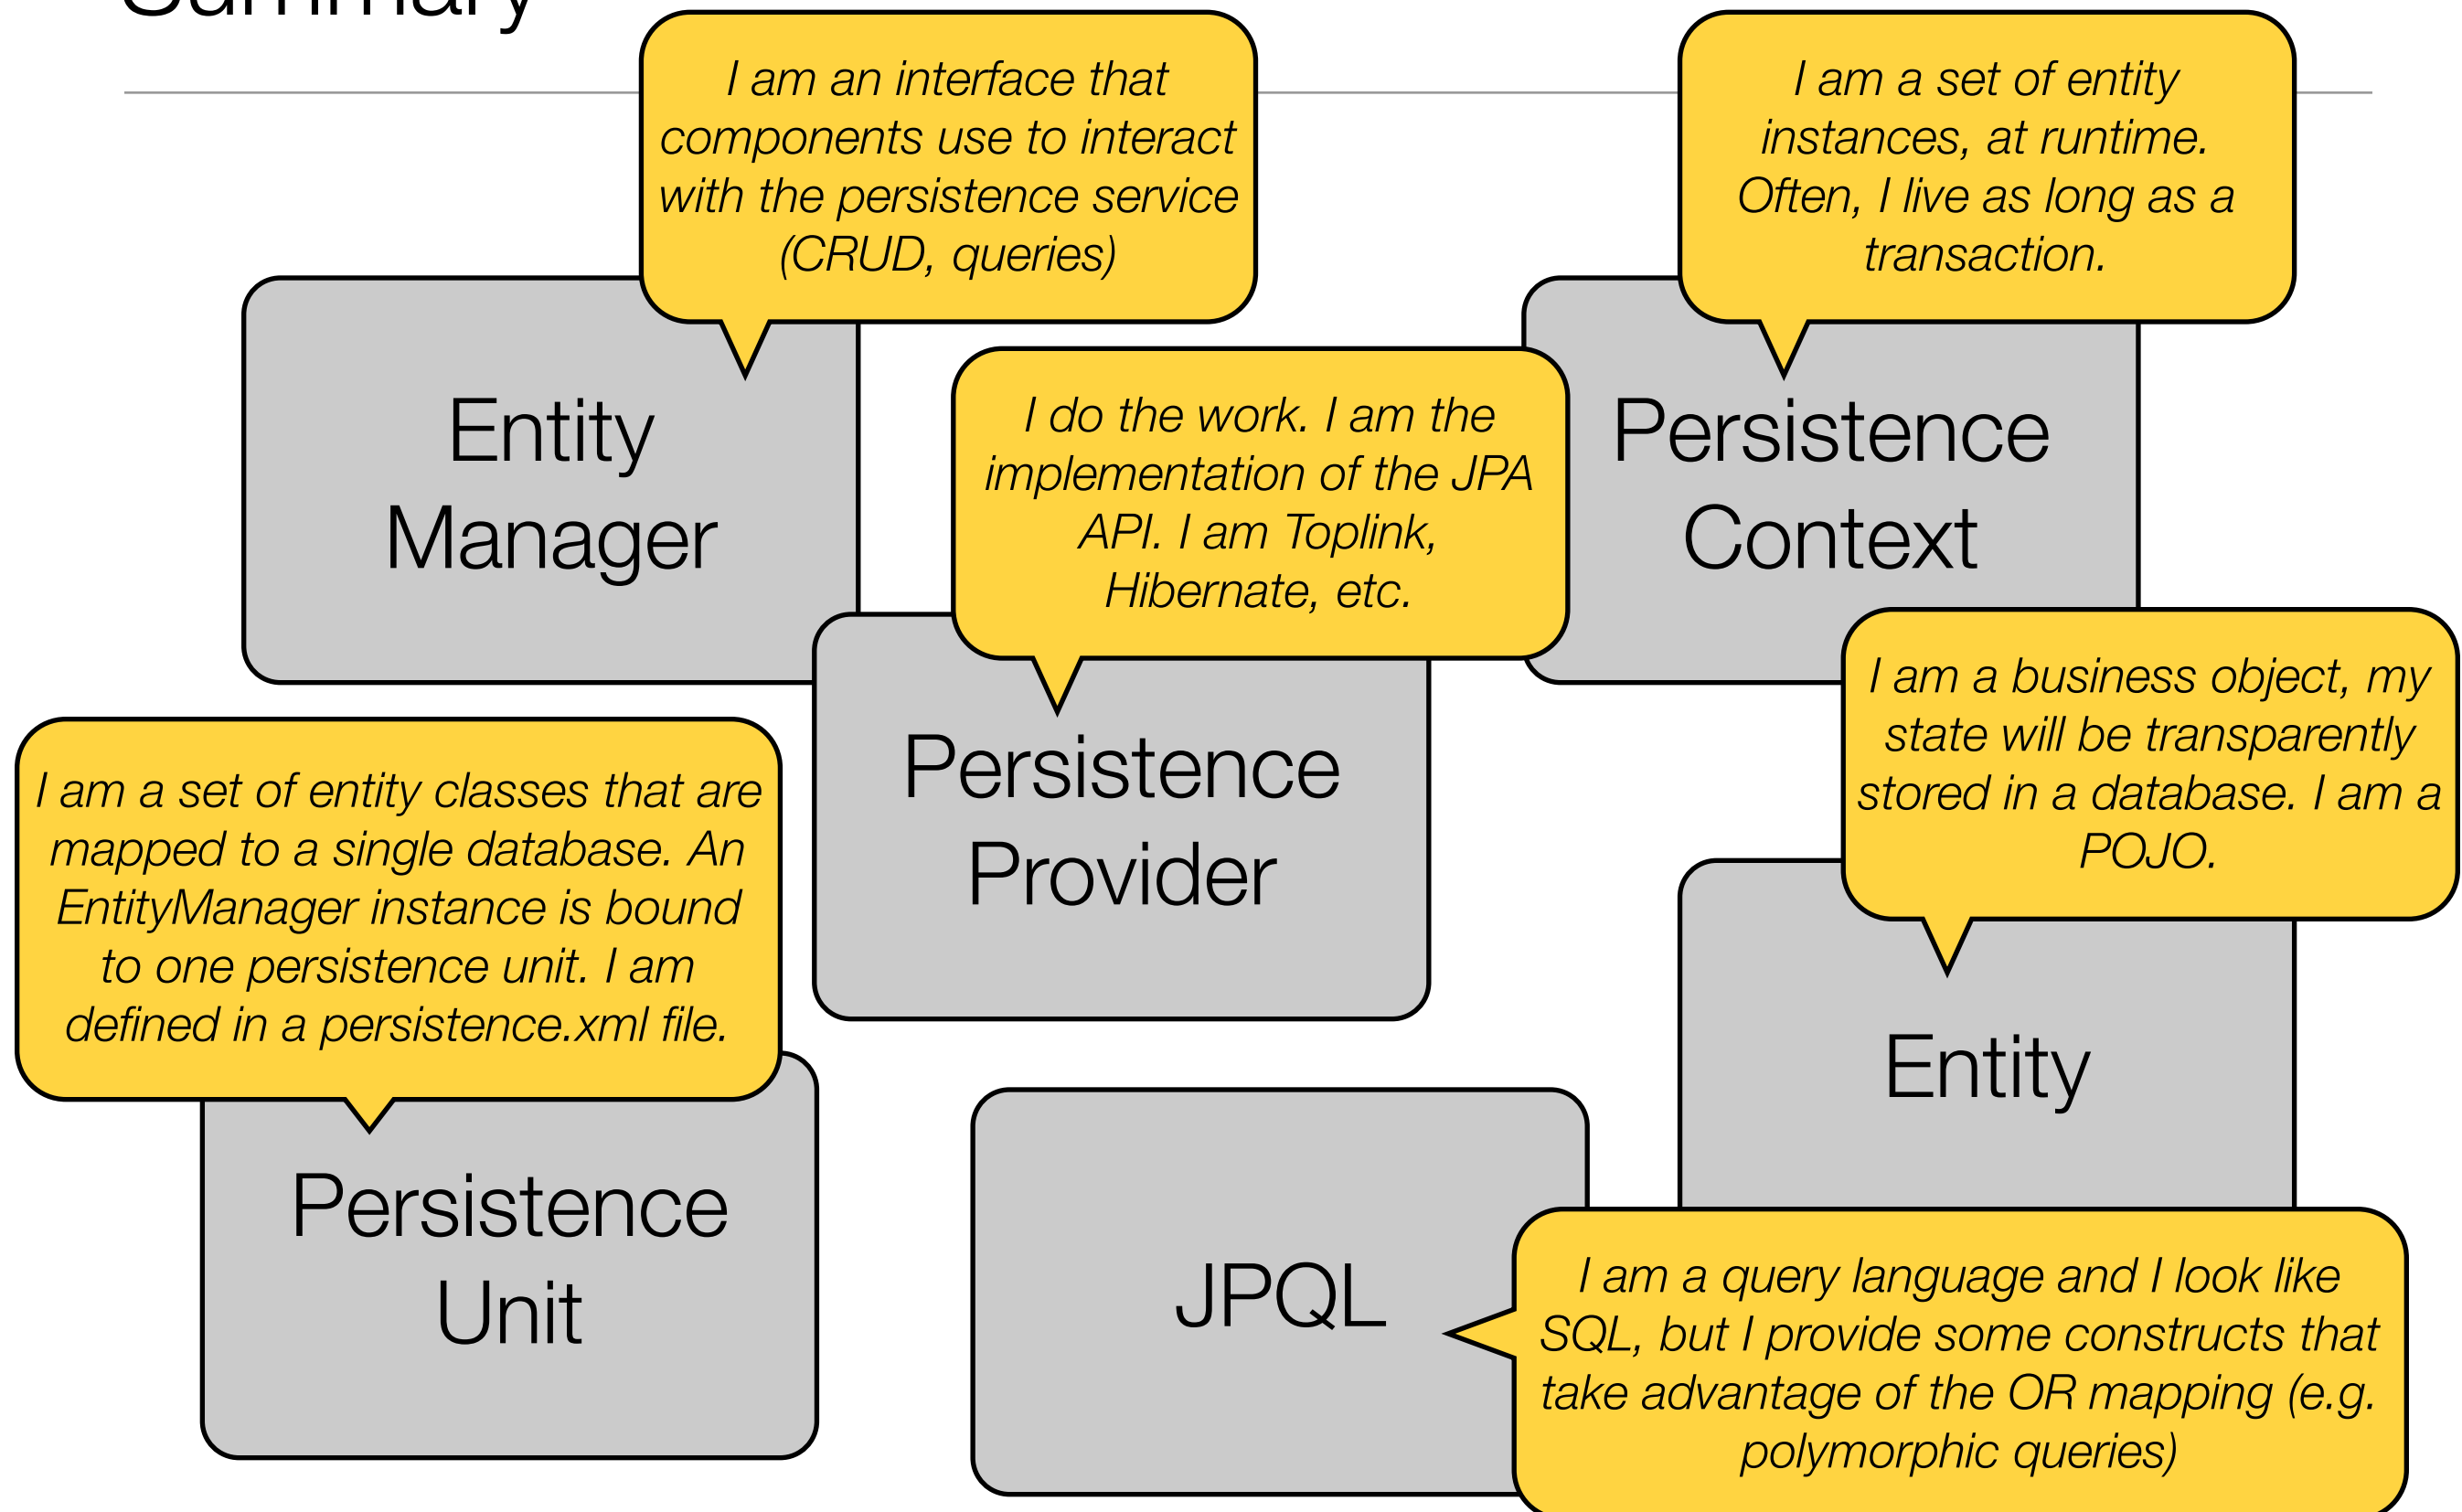 Summary
I am an interface that
components use to interact
with the persistence service
(CRUD, queries)
I am a set of entity
instances, at runtime.
Often, I live as long as a
transaction.
Entity
Manager
I do the work. I am the
implementation of the JPA
API. I am Toplink,
Hibernate, etc.
Persistence
Context
Persistence
Provider
I am a business object, my
state will be transparently
stored in a database. I am a
POJO.
I am a set of entity classes that are
mapped to a single database. An
EntityManager instance is bound
to one persistence unit. I am
defined in a persistence.xml file.
Entity
Persistence
Unit
JPQL
I am a query language and I look like
SQL, but I provide some constructs that
take advantage of the OR mapping (e.g.
polymorphic queries)